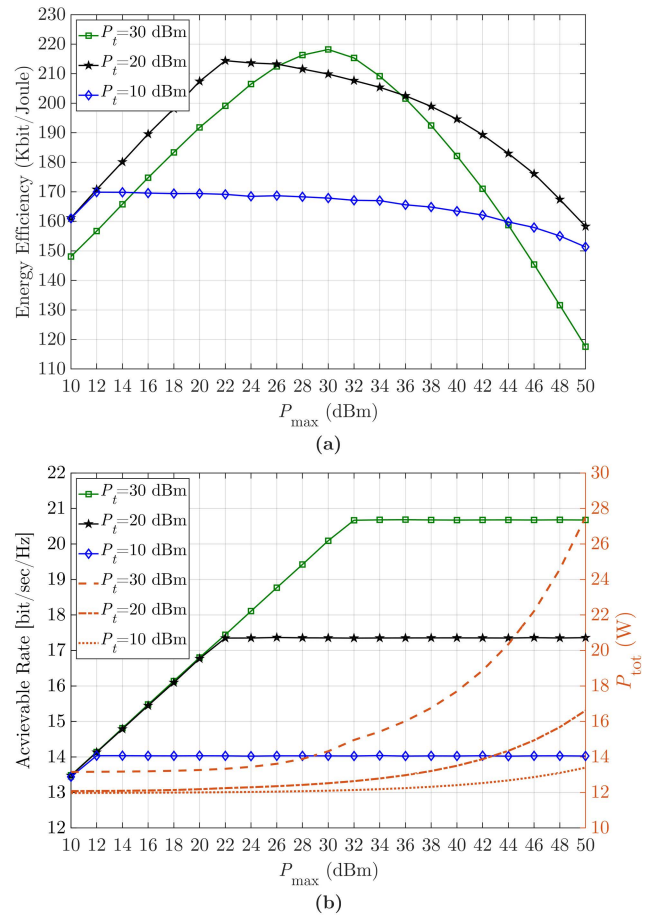 230
220
210
200
190
180
170
160
150
140
130
120
110
Energy Efficiency (Kbit/Joule)
P_t=30 dBm
P_t=20 dBm
P_t=10 dBm
10 12 14 16 18 20 22 24 26 28 30 32 34 36 38 40 42 44 46 48 50
P_max (dBm)
(a)
22
21
20
19
18
17
16
15
14
13
12
Acvievable Rate [bit/sec/Hz]
P_t=30 dBm
P_t=20 dBm
P_t=10 dBm
P_t=30 dBm
P_t=20 dBm
P_t=10 dBm
30
28
26
24
22
20
18
16
14
12
10
P_tot (W)
10 12 14 16 18 20 22 24 26 28 30 32 34 36 38 40 42 44 46 48 50
P_max (dBm)
(b)